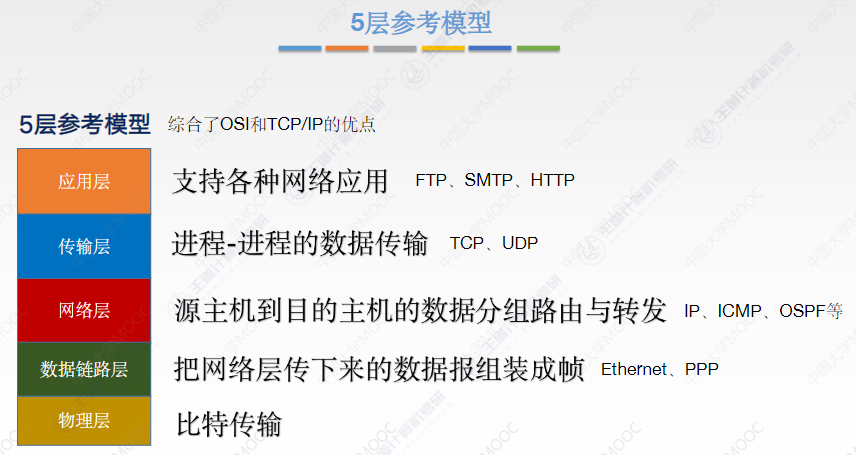 5层参考模型
5层参考模型 综合了OSI和TCP/IP的优点
应用层 支持各种网络应用 FTP、SMTP、HTTP
传输层 进程-进程的数据传输 TCP、UDP
网络层 源主机到目的主机的数据分组路由与转发 IP、ICMP、OSPF等
数据链路层 把网络层传下来的数据报组装成帧 Ethernet、PPP
物理层 比特传输
中国大学MOOC
王道计算机考研